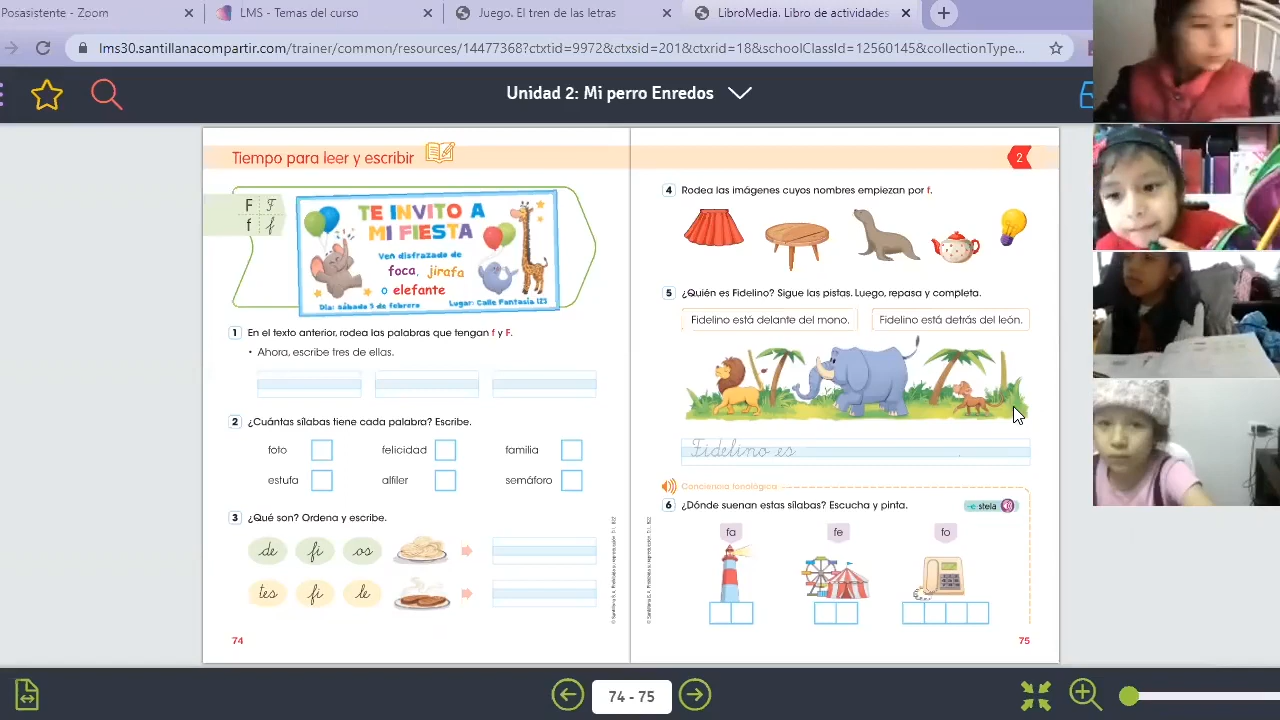 Posasistente - Zoom
LMS - Temas del curso
Juego. El tren de las letras
LibroMedia. Libro de actividades
lms30.santillanacompartir.com/trainer/common/resources/14477368?ctxtid=9972&ctxsid=201&ctxrid=18&schoolClassId=12560145&collectionType...
Unidad 2: Mi perro Enredos
Tiempo para leer y escribir
F F
f f
TE INVITO A
MI FIESTA
Ven disfrazado de
foca, jirafa
o elefante
Día: sábado 5 de febrero
Lugar: Calle Fantasía 123
1 En el texto anterior, rodea las palabras que tengan f y F.
• Ahora, escribe tres de ellas.
2 ¿Cuántas sílabas tiene cada palabra? Escribe.
foto felicidad familia
estufa alfiler semáforo
3 ¿Qué son? Ordena y escribe.
de fi os
tes fi le
74
2
4 Rodea las imágenes cuyos nombres empiezan por f.
5 ¿Quién es Fidelino? Sigue las pistas. Luego, repasa y completa.
Fidelino está delante del mono. Fidelino está detrás del león.
Fidelino es .
Conciencia fonológica
6 ¿Dónde suenan estas sílabas? Escucha y pinta.
stela
fa fe fo
75
74 - 75